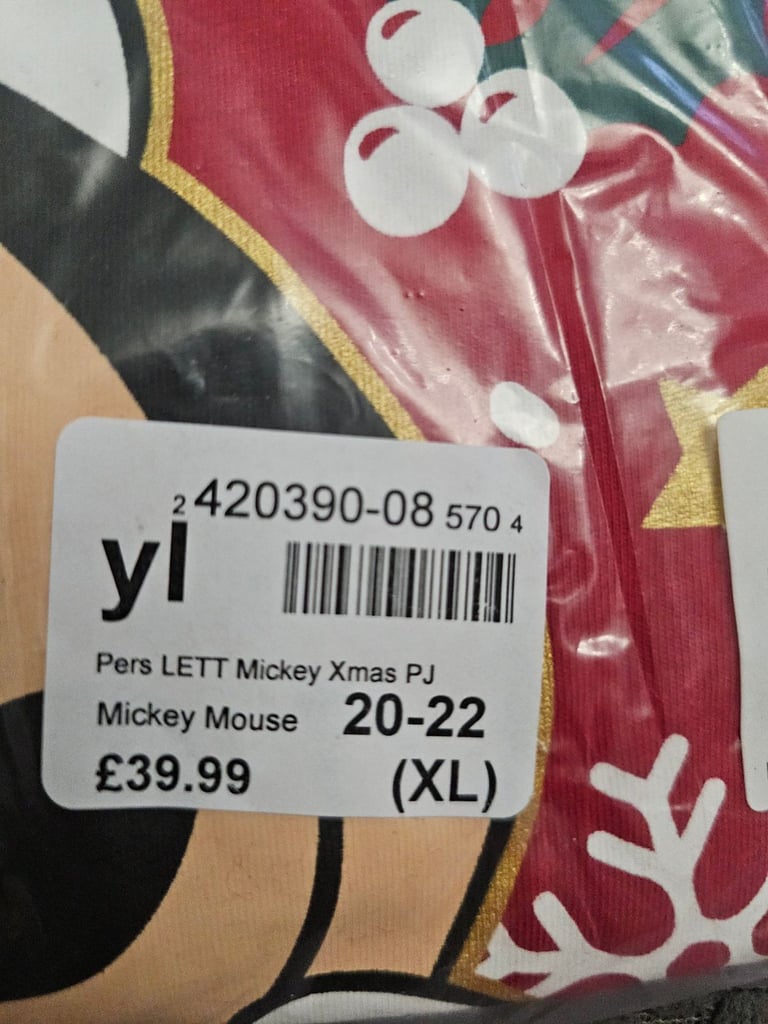 2 420390-08 570 4
yl
Pers LETT Mickey Xmas PJ
Mickey Mouse 20-22
£39.99 (XL)